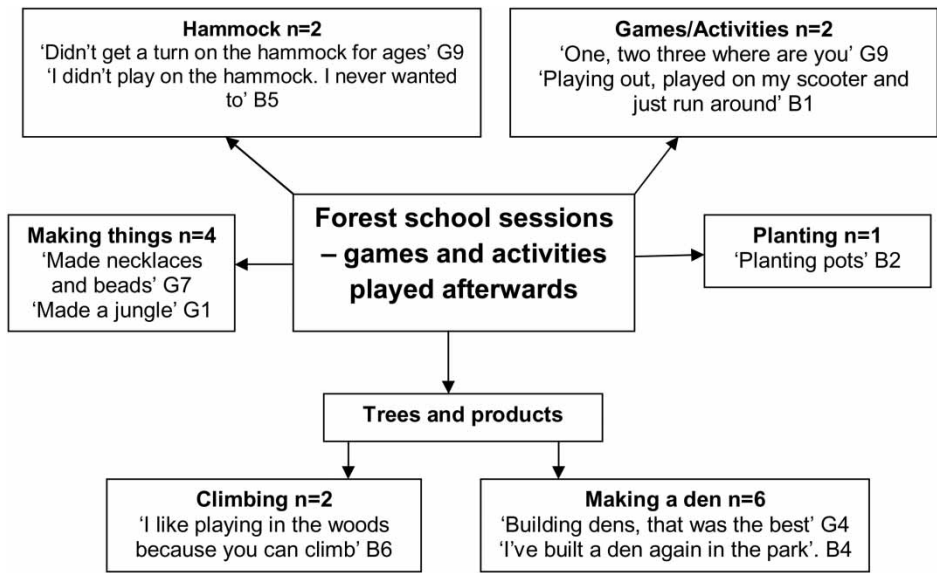 Hammock n=2
‘Didn’t get a turn on the hammock for ages’ G9
‘I didn’t play on the hammock. I never wanted
to’ B5
Games/Activities n=2
‘One, two three where are you’ G9
‘Playing out, played on my scooter and
just run around’ B1
Forest school sessions
– games and activities
played afterwards
Making things n=4
‘Made necklaces
and beads’ G7
‘Made a jungle’ G1
Planting n=1
‘Planting pots’ B2
Trees and products
Climbing n=2
‘I like playing in the woods
because you can climb’ B6
Making a den n=6
‘Building dens, that was the best’ G4
‘I’ve built a den again in the park’. B4